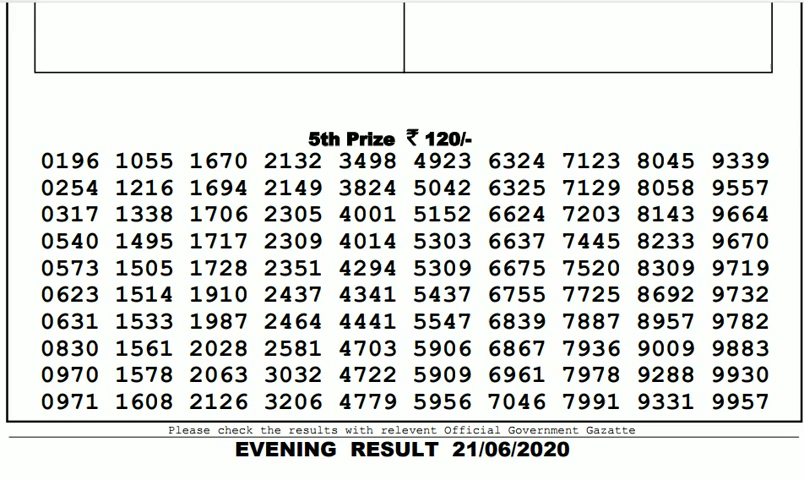 5th Prize ₹ 120/-
0196 1055 1670 2132 3498 4923 6324 7123 8045 9339
0254 1216 1694 2149 3824 5042 6325 7129 8058 9557
0317 1338 1706 2305 4001 5152 6624 7203 8143 9664
0540 1495 1717 2309 4014 5303 6637 7445 8233 9670
0573 1505 1728 2351 4294 5309 6675 7520 8309 9719
0623 1514 1910 2437 4341 5437 6755 7725 8692 9732
0631 1533 1987 2464 4441 5547 6839 7887 8957 9782
0830 1561 2028 2581 4703 5906 6867 7936 9009 9883
0970 1578 2063 3032 4722 5909 6961 7978 9288 9930
0971 1608 2126 3206 4779 5956 7046 7991 9331 9957
Please check the results with relevent Official Government Gazatte
EVENING RESULT 21/06/2020